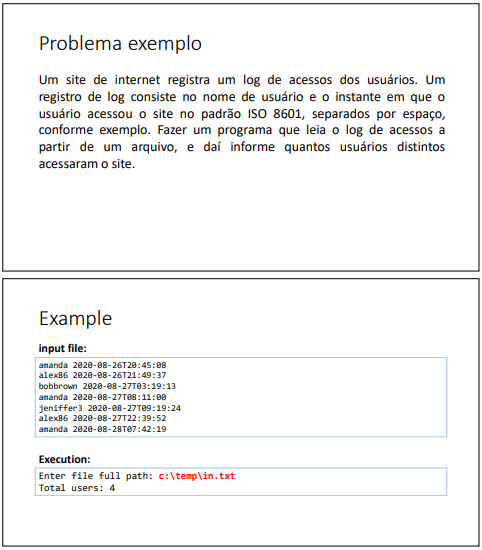 Problema exemplo
Um site de internet registra um log de acessos dos usuários. Um
registro de log consiste no nome de usuário e o instante em que o
usuário acessou o site no padrão ISO 8601, separados por espaço,
conforme exemplo. Fazer um programa que leia o log de acessos a
partir de um arquivo, e daí informe quantos usuários distintos
acessaram o site.
Example
input file:
amanda 2020-08-26T20:45:08
alex86 2020-08-26T21:49:37
bobbrown 2020-08-27T03:19:13
amanda 2020-08-27T08:11:00
jeniffer3 2020-08-27T09:19:24
alex86 2020-08-27T22:39:52
amanda 2020-08-28T07:42:19
Execution:
Enter file full path: c:\temp\in.txt
Total users: 4